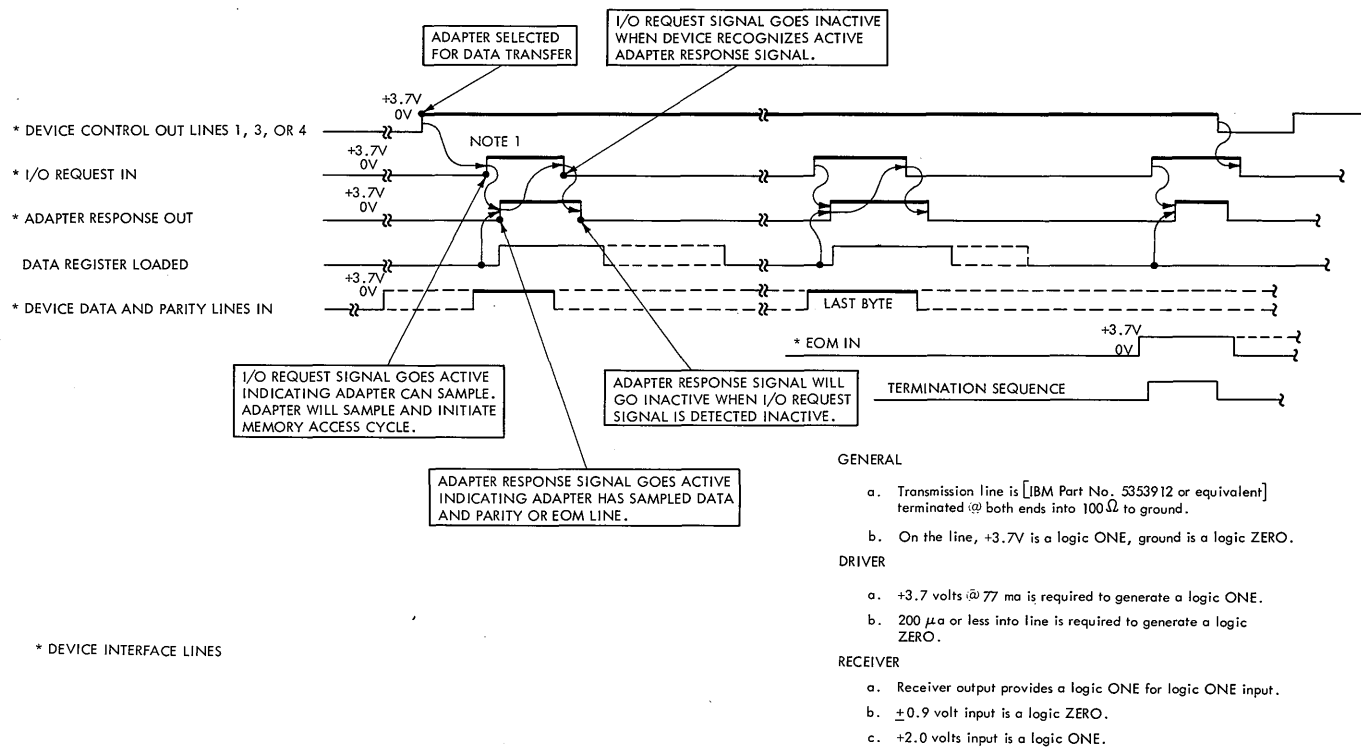 ADAPTER SELECTED
FOR DATA TRANSFER
I/O REQUEST SIGNAL GOES INACTIVE
WHEN DEVICE RECOGNIZES ACTIVE
ADAPTER RESPONSE SIGNAL.
+3.7V
0V
* DEVICE CONTROL OUT LINES 1, 3, OR 4
NOTE 1
+3.7V
0V
* I/O REQUEST IN
+3.7V
0V
* ADAPTER RESPONSE OUT
DATA REGISTER LOADED
+3.7V
0V
* DEVICE DATA AND PARITY LINES IN
LAST BYTE
+3.7V
* EOM IN
0V
TERMINATION SEQUENCE
I/O REQUEST SIGNAL GOES ACTIVE
INDICATING ADAPTER CAN SAMPLE.
ADAPTER WILL SAMPLE AND INITIATE
MEMORY ACCESS CYCLE.
ADAPTER RESPONSE SIGNAL WILL
GO INACTIVE WHEN I/O REQUEST
SIGNAL IS DETECTED INACTIVE.
ADAPTER RESPONSE SIGNAL GOES ACTIVE
INDICATING ADAPTER HAS SAMPLED DATA
AND PARITY OR EOM LINE.
GENERAL
a. Transmission line is [IBM Part No. 5353912 or equivalent]
terminated @ both ends into 100Ω to ground.
b. On the line, +3.7V is a logic ONE, ground is a logic ZERO.
DRIVER
a. +3.7 volts @ 77 ma is required to generate a logic ONE.
b. 200 μa or less into line is required to generate a logic
ZERO.
RECEIVER
a. Receiver output provides a logic ONE for logic ONE input.
b. ±0.9 volt input is a logic ZERO.
c. +2.0 volts input is a logic ONE.
* DEVICE INTERFACE LINES